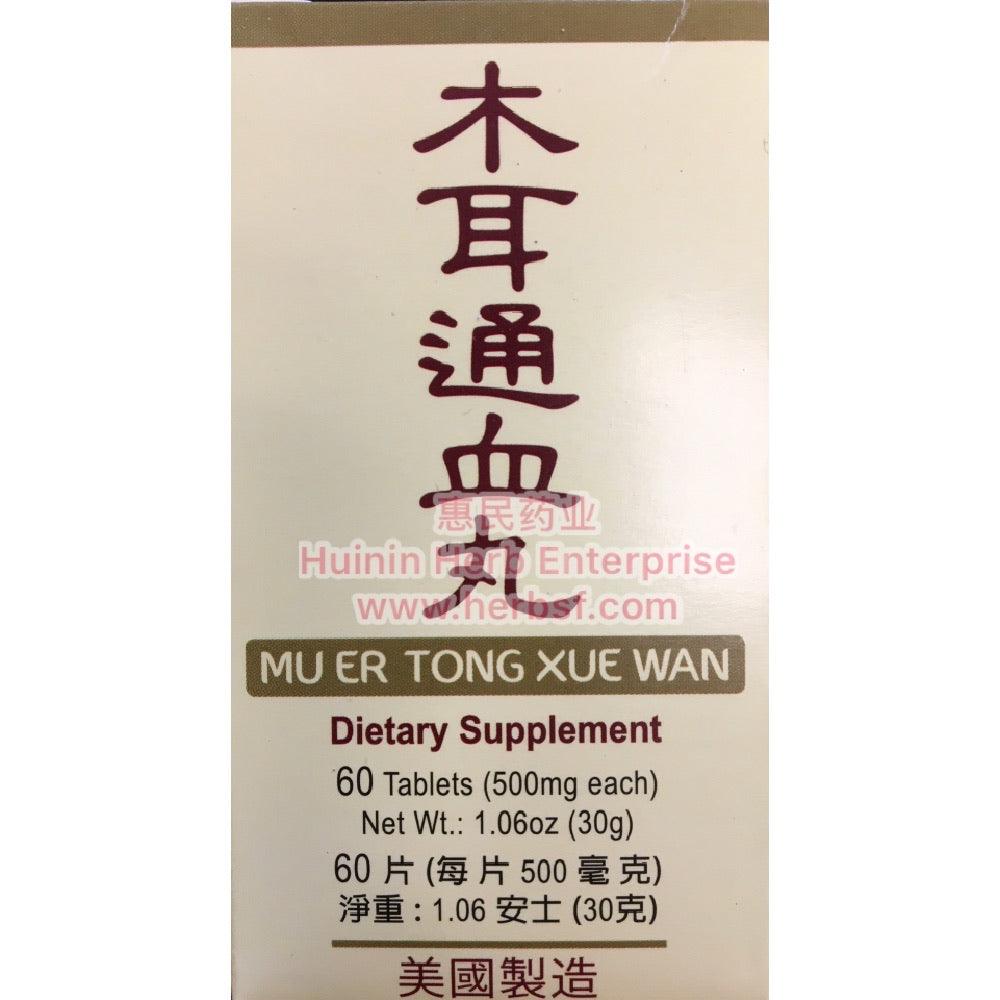 木耳通血丸
惠民药业
Huinin Herb Enterprise
www.herbsf.com
MU ER TONG XUE WAN
Dietary Supplement
60 Tablets (500mg each)
Net Wt.: 1.06oz (30g)
60 片 (每 片 500 毫 克)
淨重 : 1.06 安士 (30克)
美國製造